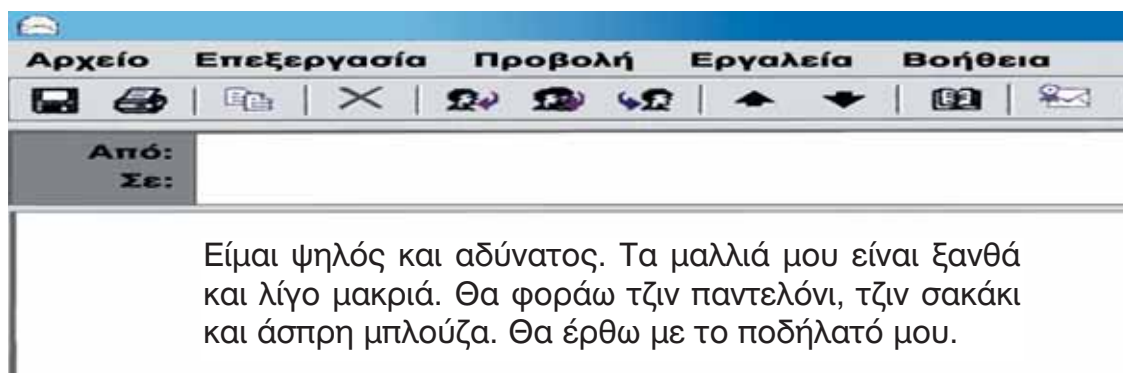 Αρχείο Επεξεργασία Προβολή Εργαλεία Βοήθεια
Από:
Σε:
Είμαι ψηλός και αδύνατος. Τα μαλλιά μου είναι ξανθά
και λίγο μακριά. Θα φοράω τζιν παντελόνι, τζιν σακάκι
και άσπρη μπλούζα. Θα έρθω με το ποδήλατό μου.